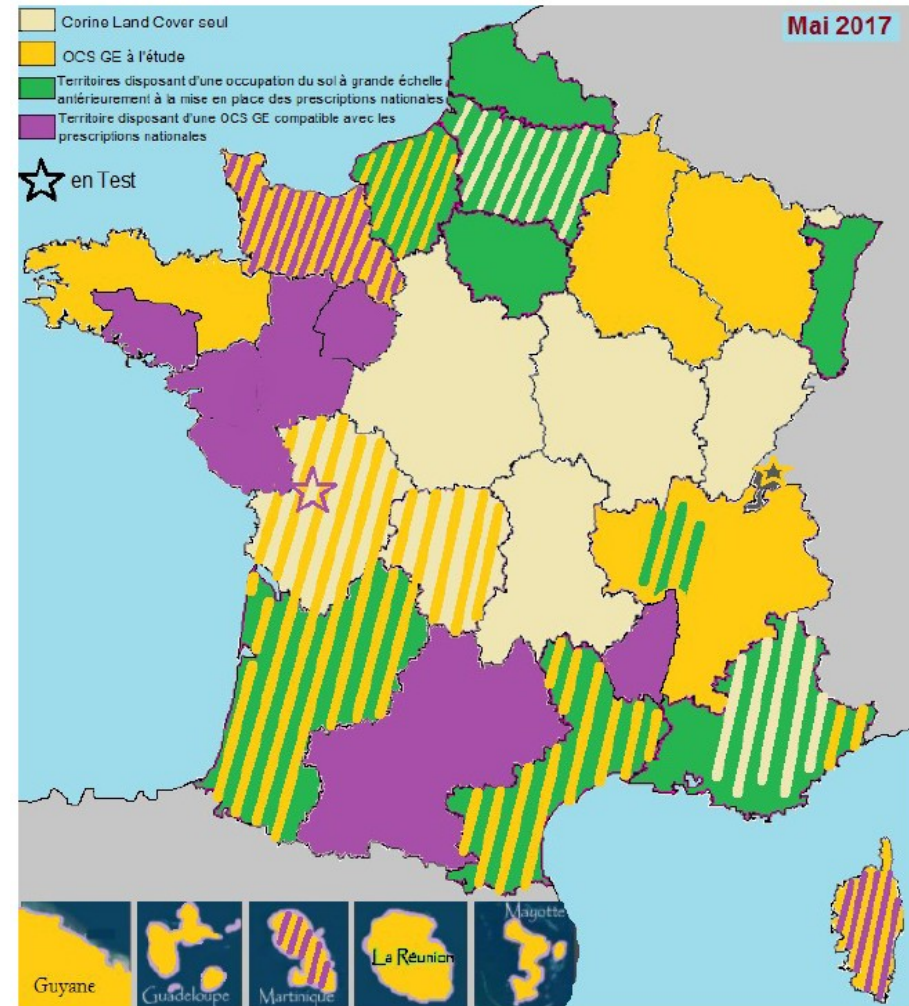 Mai 2017
Corine Land Cover seul
OCS GE à l'étude
Territoires disposant d'une occupation du sol à grande échelle
antérieurement à la mise en place des prescriptions nationales
Territoire disposant d'une OCS GE compatible avec les
prescriptions nationales
en Test
Guyane
Guadeloupe
Martinique
La Réunion
Mayotte